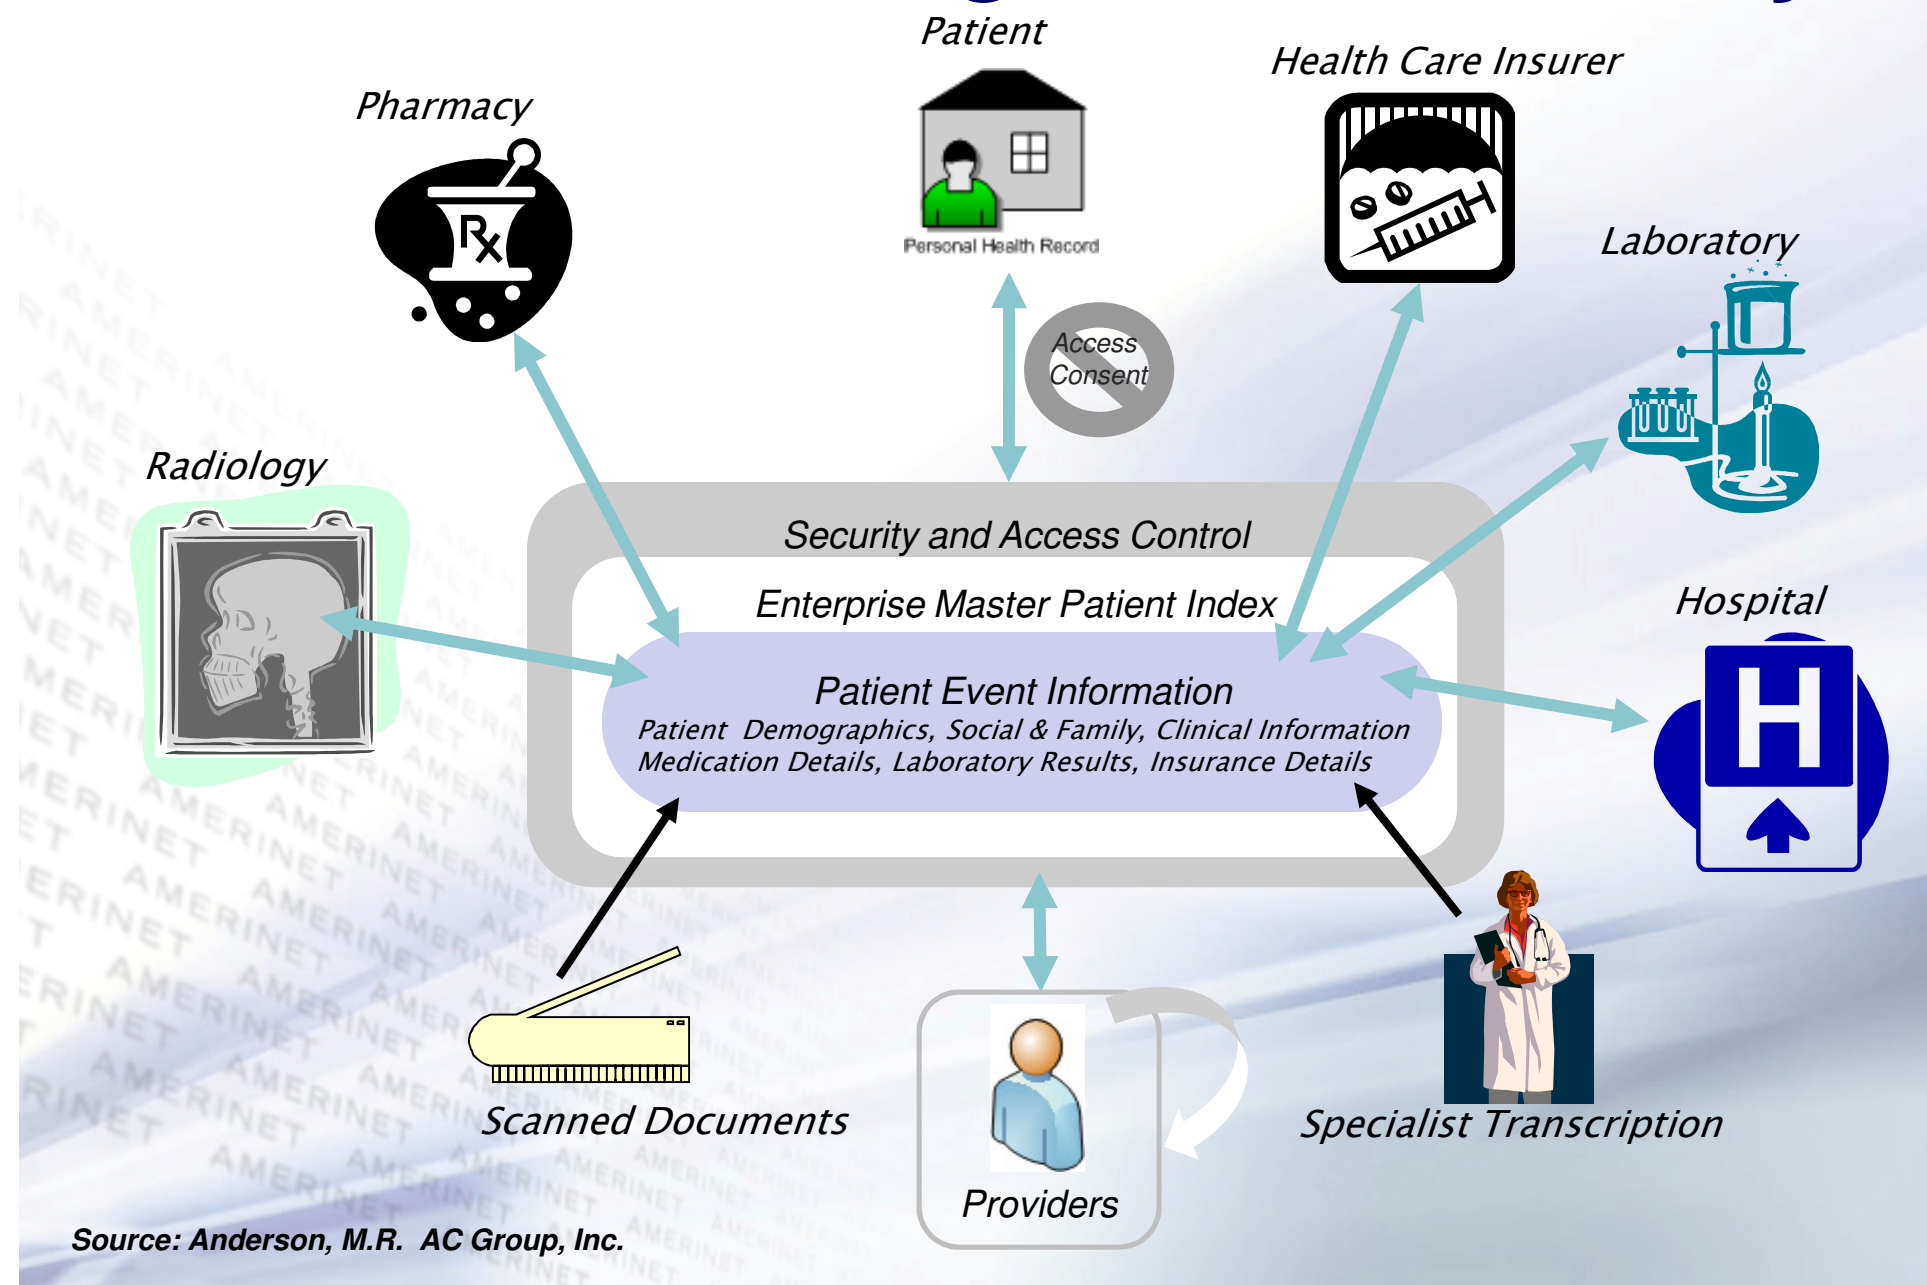 Patient
Health Care Insurer
Pharmacy
Rx
Personal Health Record
Laboratory
Access
Consent
Radiology
Security and Access Control
Enterprise Master Patient Index
Hospital
H
Patient Event Information
Patient Demographics, Social & Family, Clinical Information
Medication Details, Laboratory Results, Insurance Details
Scanned Documents
Specialist Transcription
Providers
Source: Anderson, M.R. AC Group, Inc.
AMERINET